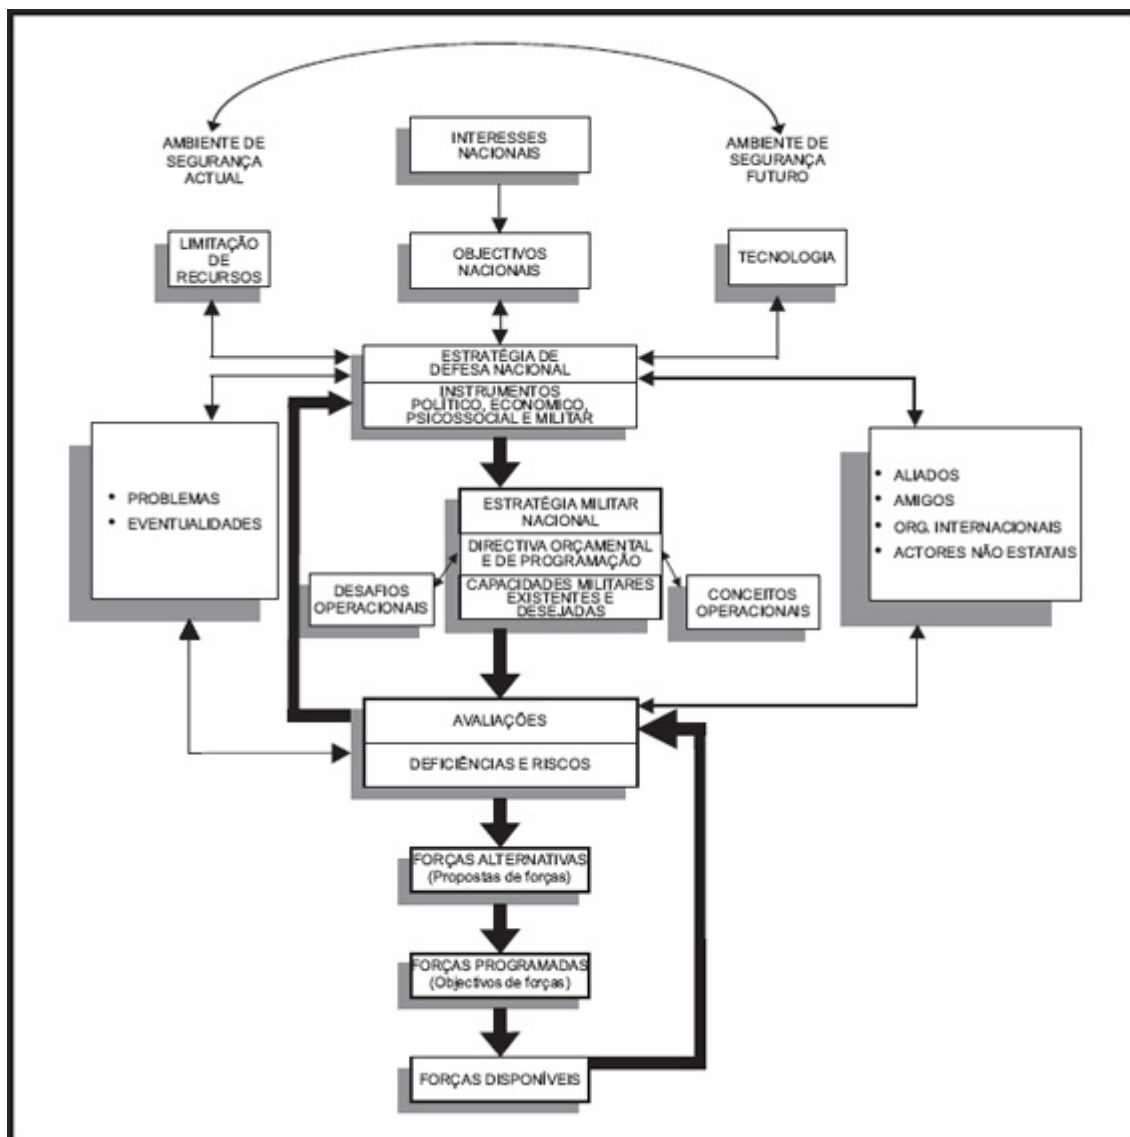 AMBIENTE DE
SEGURANÇA
ACTUAL
INTERESSES
NACIONAIS
AMBIENTE DE
SEGURANÇA
FUTURO
LIMITAÇÃO
DE
RECURSOS
OBJECTIVOS
NACIONAIS
TECNOLOGIA
ESTRATÉGIA DE
DEFESA NACIONAL
INSTRUMENTOS
POLÍTICO, ECONOMICO,
PSICOSSOCIAL E MILITAR
• PROBLEMAS
• EVENTUALIDADES
ESTRATÉGIA MILITAR
NACIONAL
DIRECTIVA ORÇAMENTAL
E DE PROGRAMAÇÃO
CAPACIDADES MILITARES
EXISTENTES E
DESEJADAS
• ALIADOS
• AMIGOS
• ORG. INTERNACIONAIS
• ACTORES NÃO ESTATAIS
DESAFIOS
OPERACIONAIS
CONCEITOS
OPERACIONAIS
AVALIAÇÕES
DEFICIÊNCIAS E RISCOS
FORÇAS ALTERNATIVAS
(Propostas de forças)
FORÇAS PROGRAMADAS
(Objectivos de forças)
FORÇAS DISPONÍVEIS